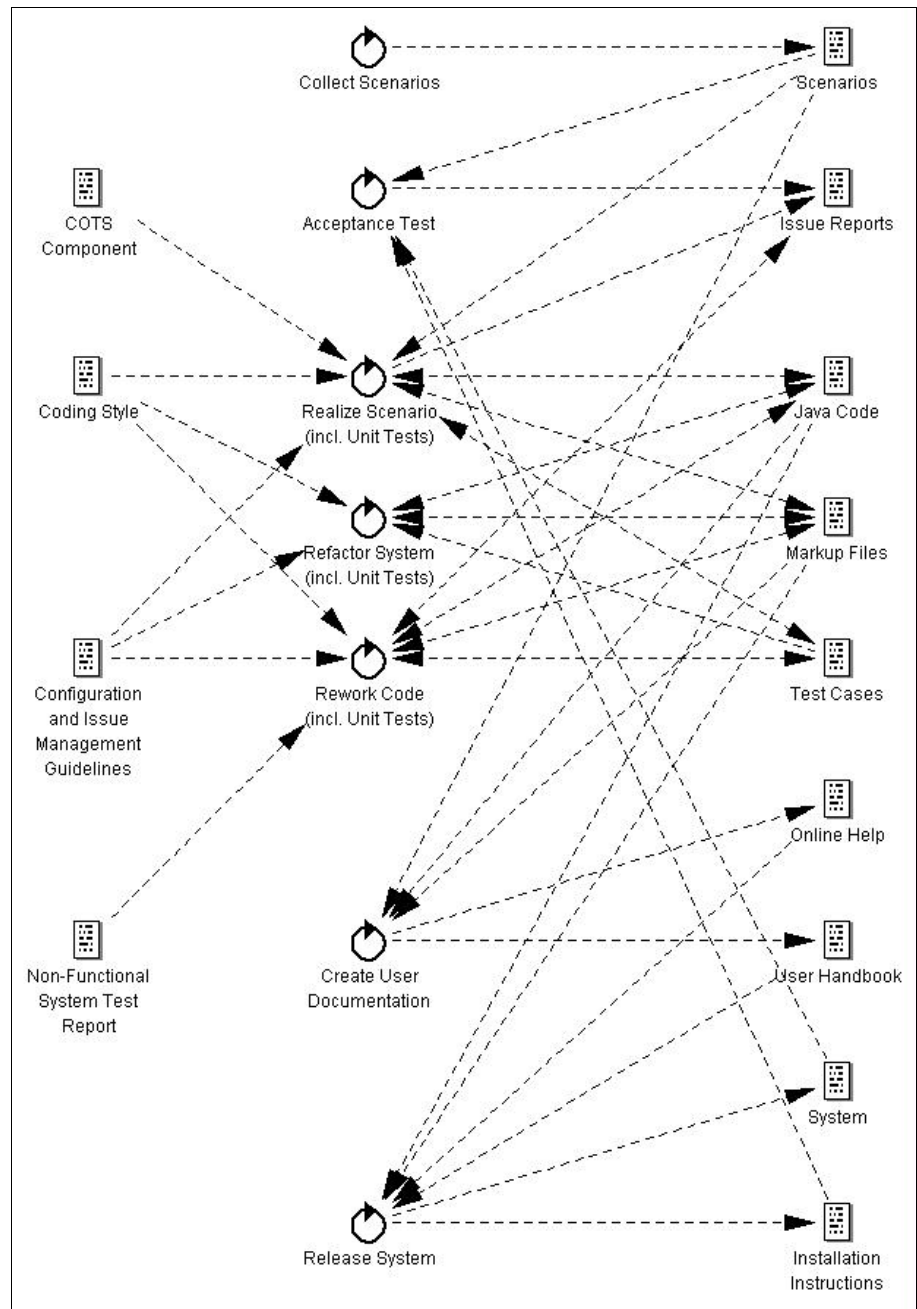 Collect Scenarios
Scenarios
COTS
Component
Acceptance Test
Issue Reports
Coding Style
Realize Scenario
(incl. Unit Tests)
Java Code
Refactor System
(incl. Unit Tests)
Markup Files
Configuration
and Issue
Management
Guidelines
Rework Code
(incl. Unit Tests)
Test Cases
Online Help
Non-Functional
System Test
Report
Create User
Documentation
User Handbook
System
Release System
Installation
Instructions